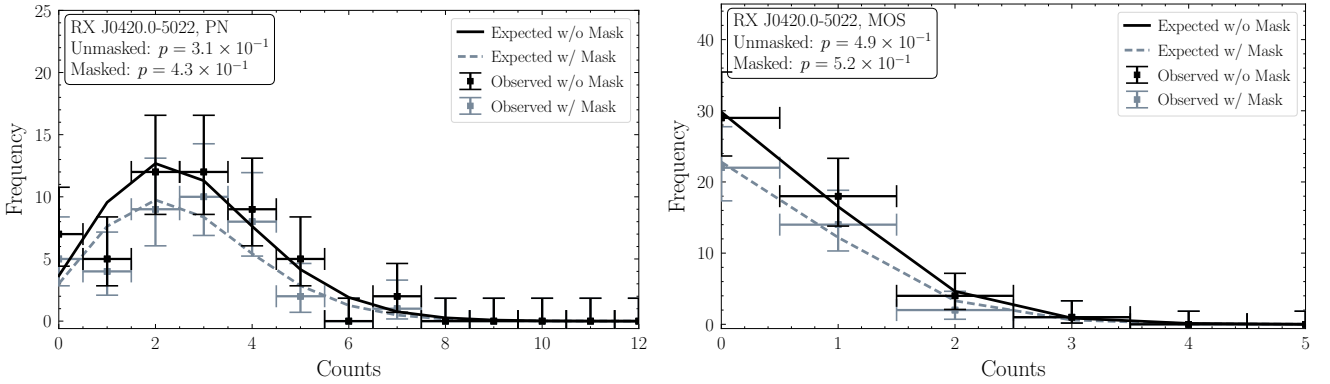 RX J0420.0-5022, PN
Unmasked: p = 3.1 × 10⁻¹
Masked: p = 4.3 × 10⁻¹
Expected w/o Mask
Expected w/ Mask
Observed w/o Mask
Observed w/ Mask
Frequency
25
20
15
10
5
0
0 2 4 6 8 10 12
Counts
RX J0420.0-5022, MOS
Unmasked: p = 4.9 × 10⁻¹
Masked: p = 5.2 × 10⁻¹
Expected w/o Mask
Expected w/ Mask
Observed w/o Mask
Observed w/ Mask
Frequency
40
30
20
10
0
0 1 2 3 4 5
Counts